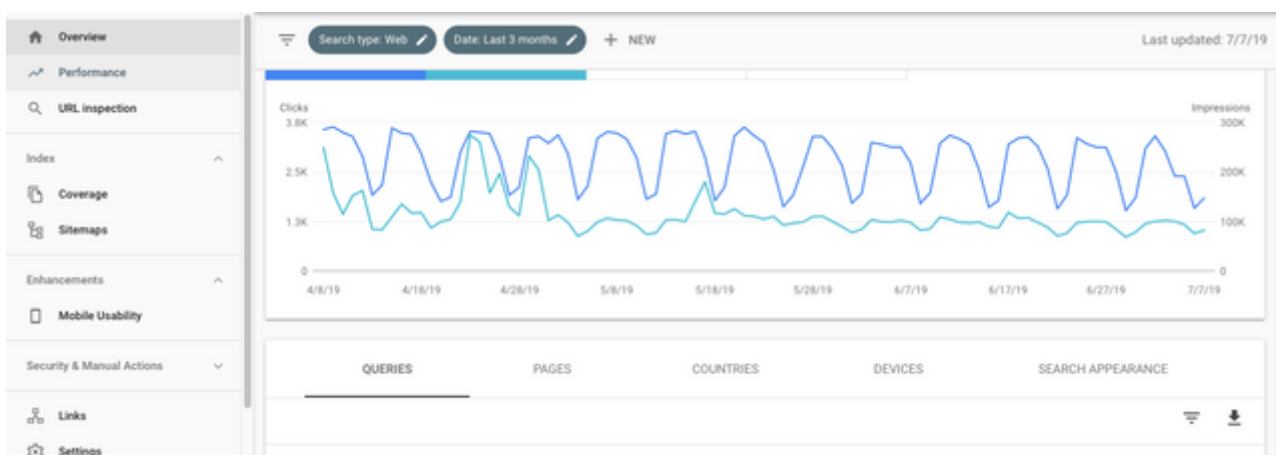 Overview
Performance
URL inspection
Index
Coverage
Sitemaps
Enhancements
Mobile Usability
Security & Manual Actions
Links
Settings
Search type: Web
Date: Last 3 months
NEW
Last updated: 7/7/19
Clicks
Impressions
3.8K
300K
2.5K
200K
1.3K
100K
0
0
4/8/19
4/18/19
4/28/19
5/8/19
5/18/19
5/28/19
6/7/19
6/17/19
6/27/19
7/7/19
QUERIES
PAGES
COUNTRIES
DEVICES
SEARCH APPEARANCE